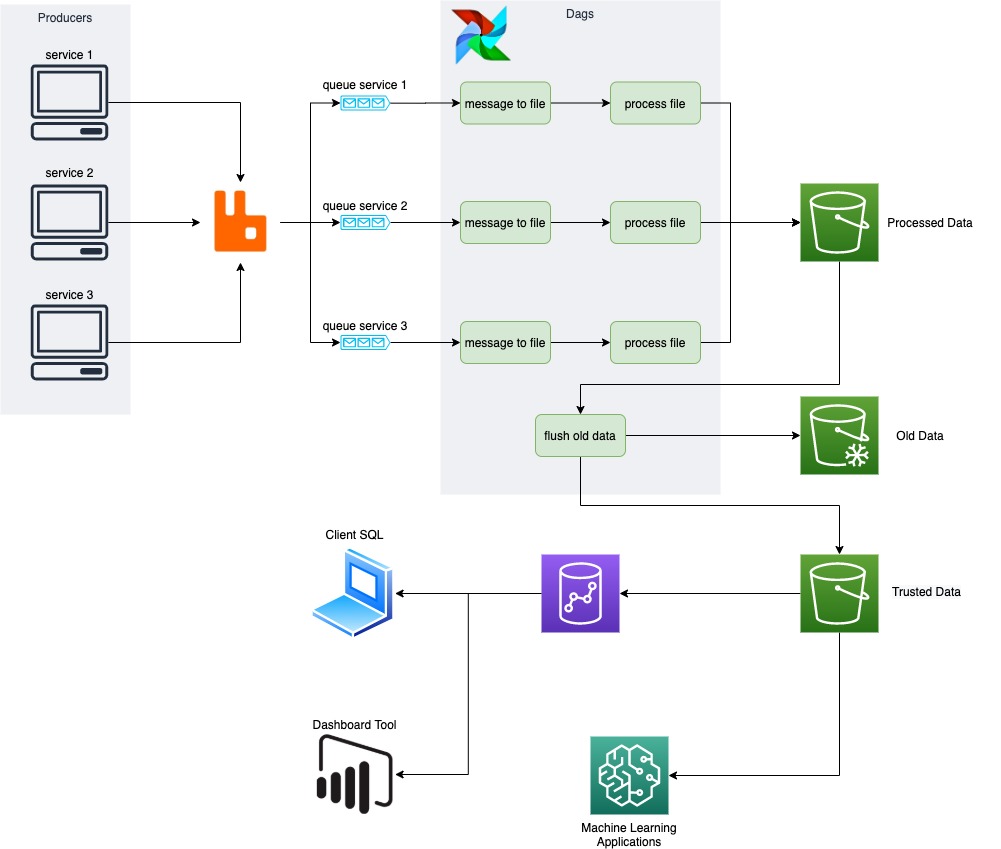 Producers
Dags
service 1
queue service 1
message to file
process file
service 2
queue service 2
message to file
process file
Processed Data
service 3
queue service 3
message to file
process file
flush old data
Old Data
Client SQL
Trusted Data
Dashboard Tool
Machine Learning
Applications